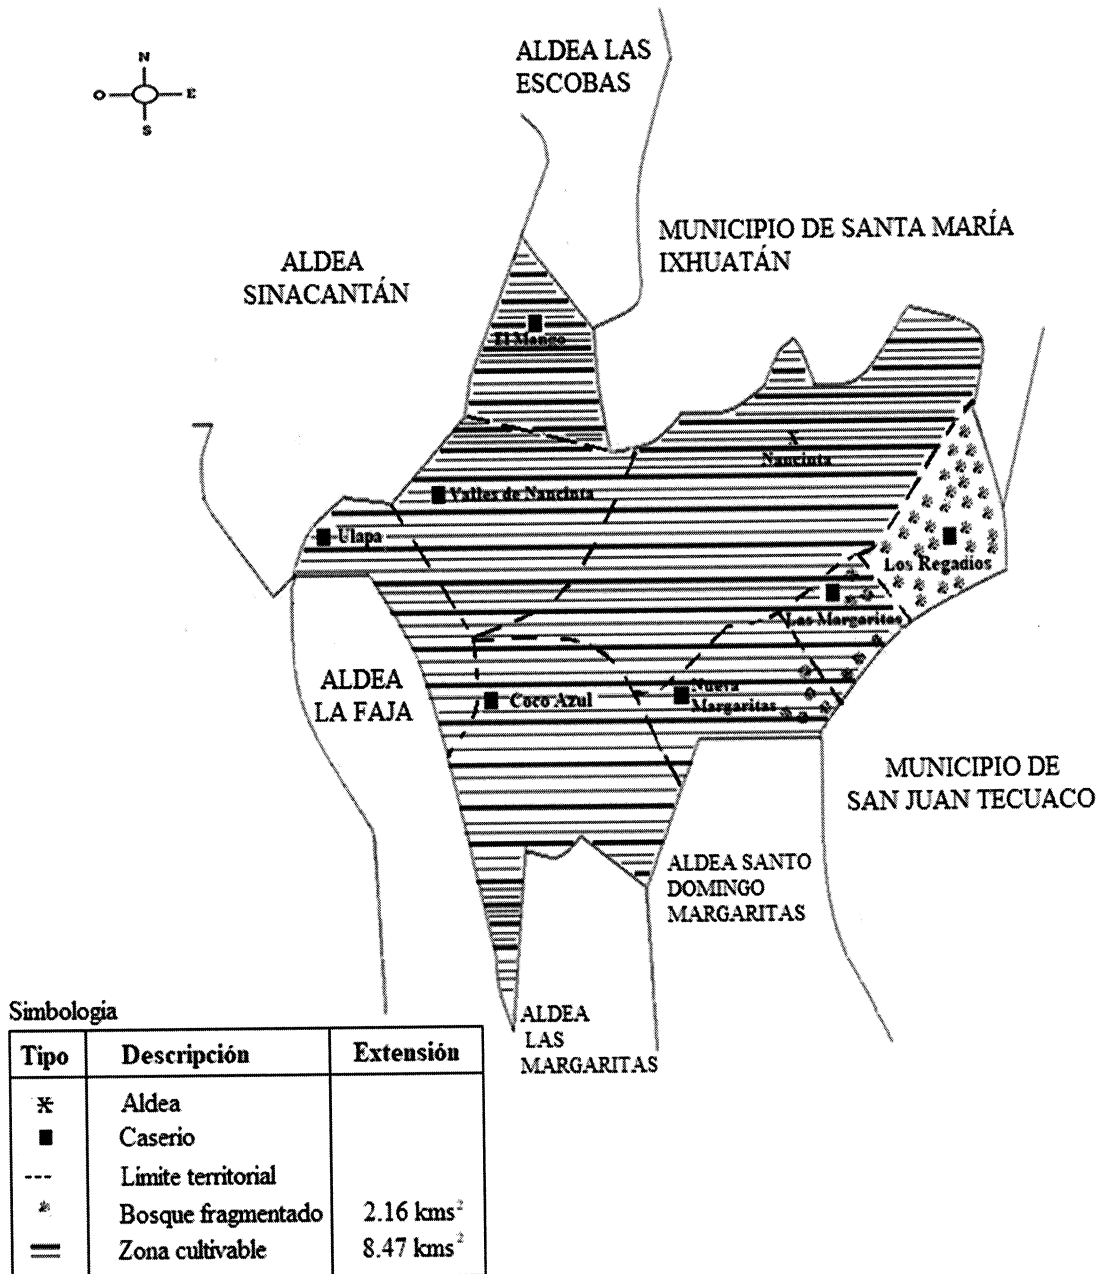 N
O E
S
ALDEA LAS
ESCOBAS
MUNICIPIO DE SANTA MARÍA
IXHUATÁN
ALDEA
SINACANTÁN
El Mango
Nancinta
Valles de Nancinta
Ulapa
Los Regadios
Las Margaritas
ALDEA
LA FAJA
Coco Azul
Nueva
Margaritas
MUNICIPIO DE
SAN JUAN TECUACO
ALDEA SANTO
DOMINGO
MARGARITAS
ALDEA
LAS
MARGARITAS
Simbologia
Tipo Descripción Extensión
Aldea
Caserio
Limite territorial
Bosque fragmentado 2.16 kms²
Zona cultivable 8.47 kms²